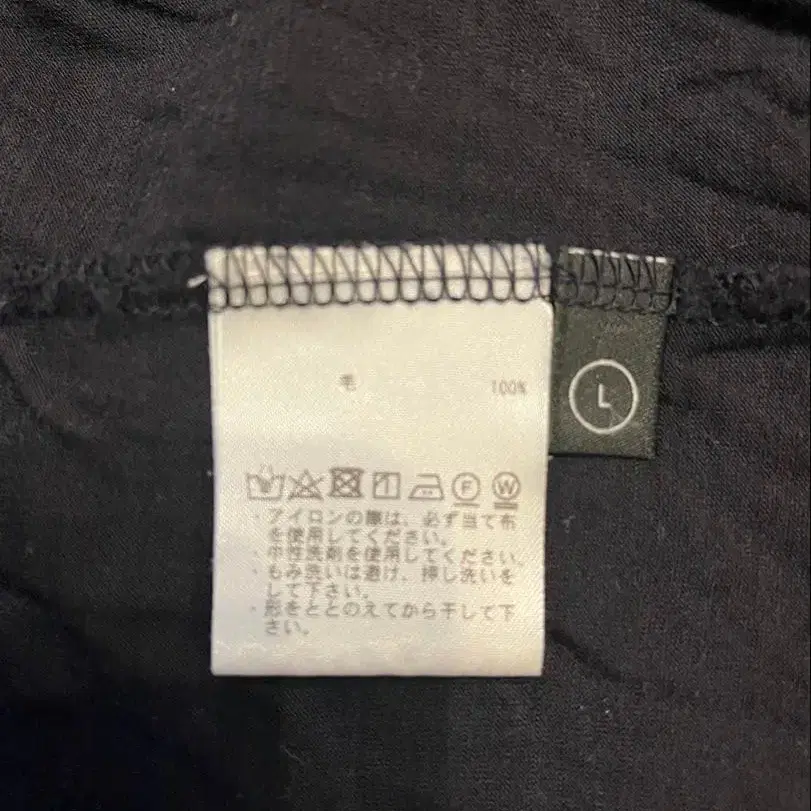 毛 100%
L
F W
・アイロンの際は、必ず当て布
を使用してください。
・中性洗剤を使用してください。
・もみ洗いは避け、押し洗いを
して下さい。
・形をととのえてから干して下
さい。